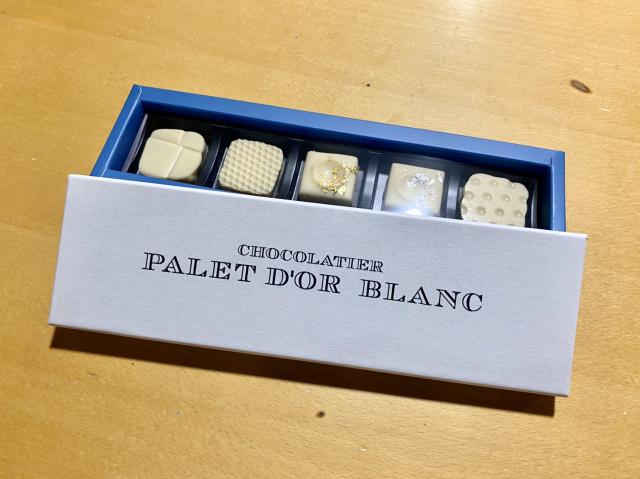 CHOCOLATIER
PALET D'OR BLANC